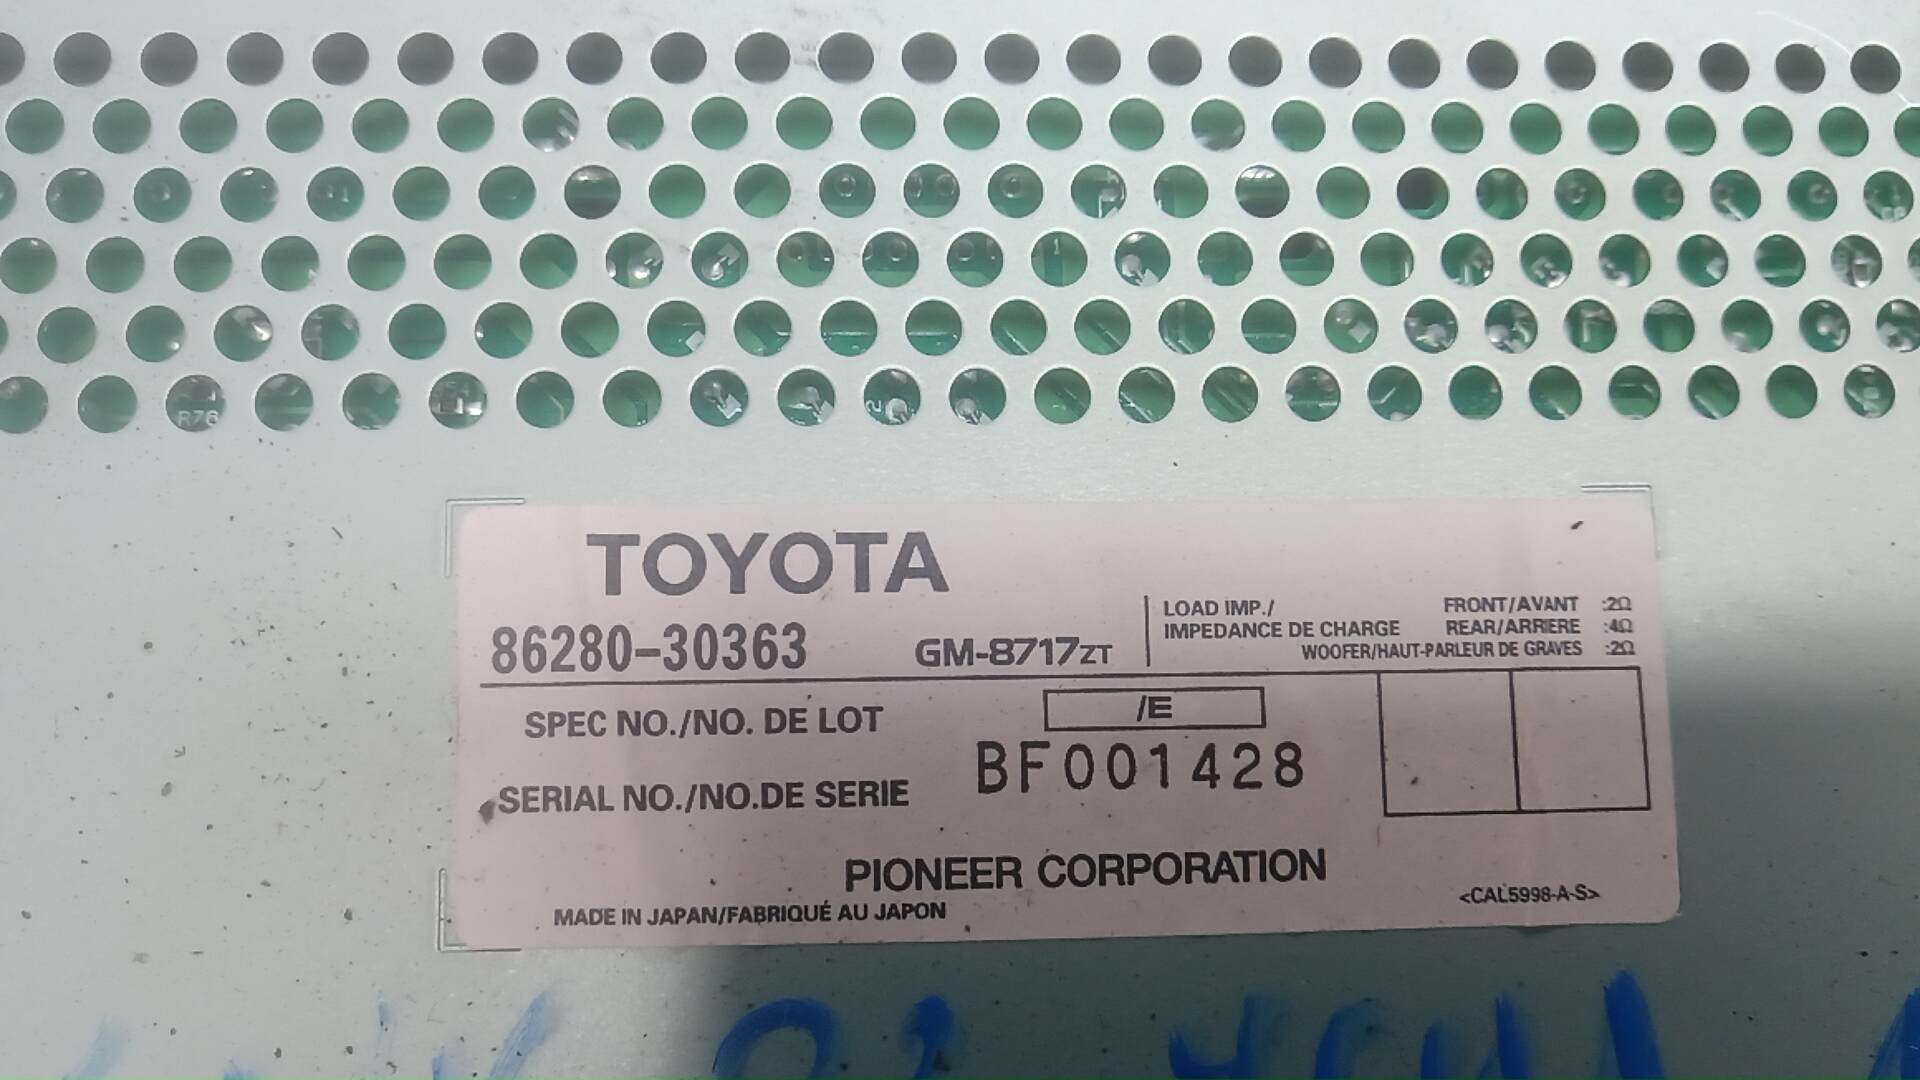 R76
TOYOTA
86280-30363 GM-8717ZT
LOAD IMP./ FRONT/AVANT :2Ω
IMPEDANCE DE CHARGE REAR/ARRIERE :4Ω
WOOFER/HAUT-PARLEUR DE GRAVES :2Ω
SPEC NO./NO. DE LOT /E
SERIAL NO./NO.DE SERIE BF001428
PIONEER CORPORATION
MADE IN JAPAN/FABRIQUÉ AU JAPON <CAL5998-A-S>